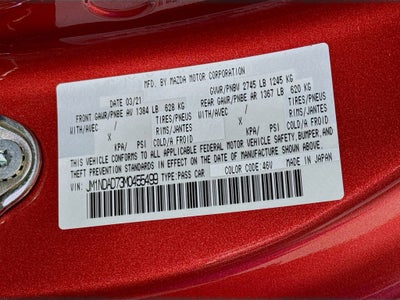 MFD. BY MAZDA MOTOR CORPORATION
DATE 03/21 GVWR/PNBV 2745 LB 1245 KG
FRONT GAWR/PNBE AV 1384 LB 628 KG REAR GAWR/PNBE AR 1367 LB 620 KG
WITH/AVEC / TIRES/PNEUS WITH/AVEC / TIRES/PNEUS
X RIMS/JANTES X RIMS/JANTES
KPA/ PSI COLD/A FROID KPA/ PSI COLD/A FROID
THIS VEHICLE CONFORMS TO ALL APPLICABLE FEDERAL MOTOR VEHICLE SAFETY,BUMPER,AND
THEFT PREVENTION STANDARDS IN EFFECT ON THE DATE OF MANUFACTURE SHOWN ABOVE.
MADE IN JAPAN
VIN: JM1NDAD73M0455499 TYPE:PASS CAR COLOR CODE 46V